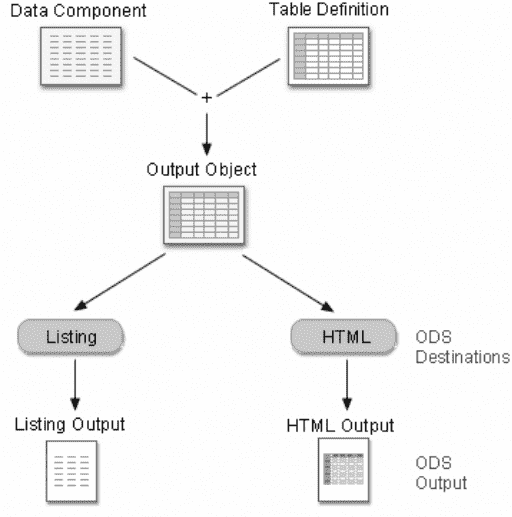 Data Component
Table Definition
+
Output Object
Listing
HTML
ODS
Destinations
Listing Output
HTML Output
ODS
Output